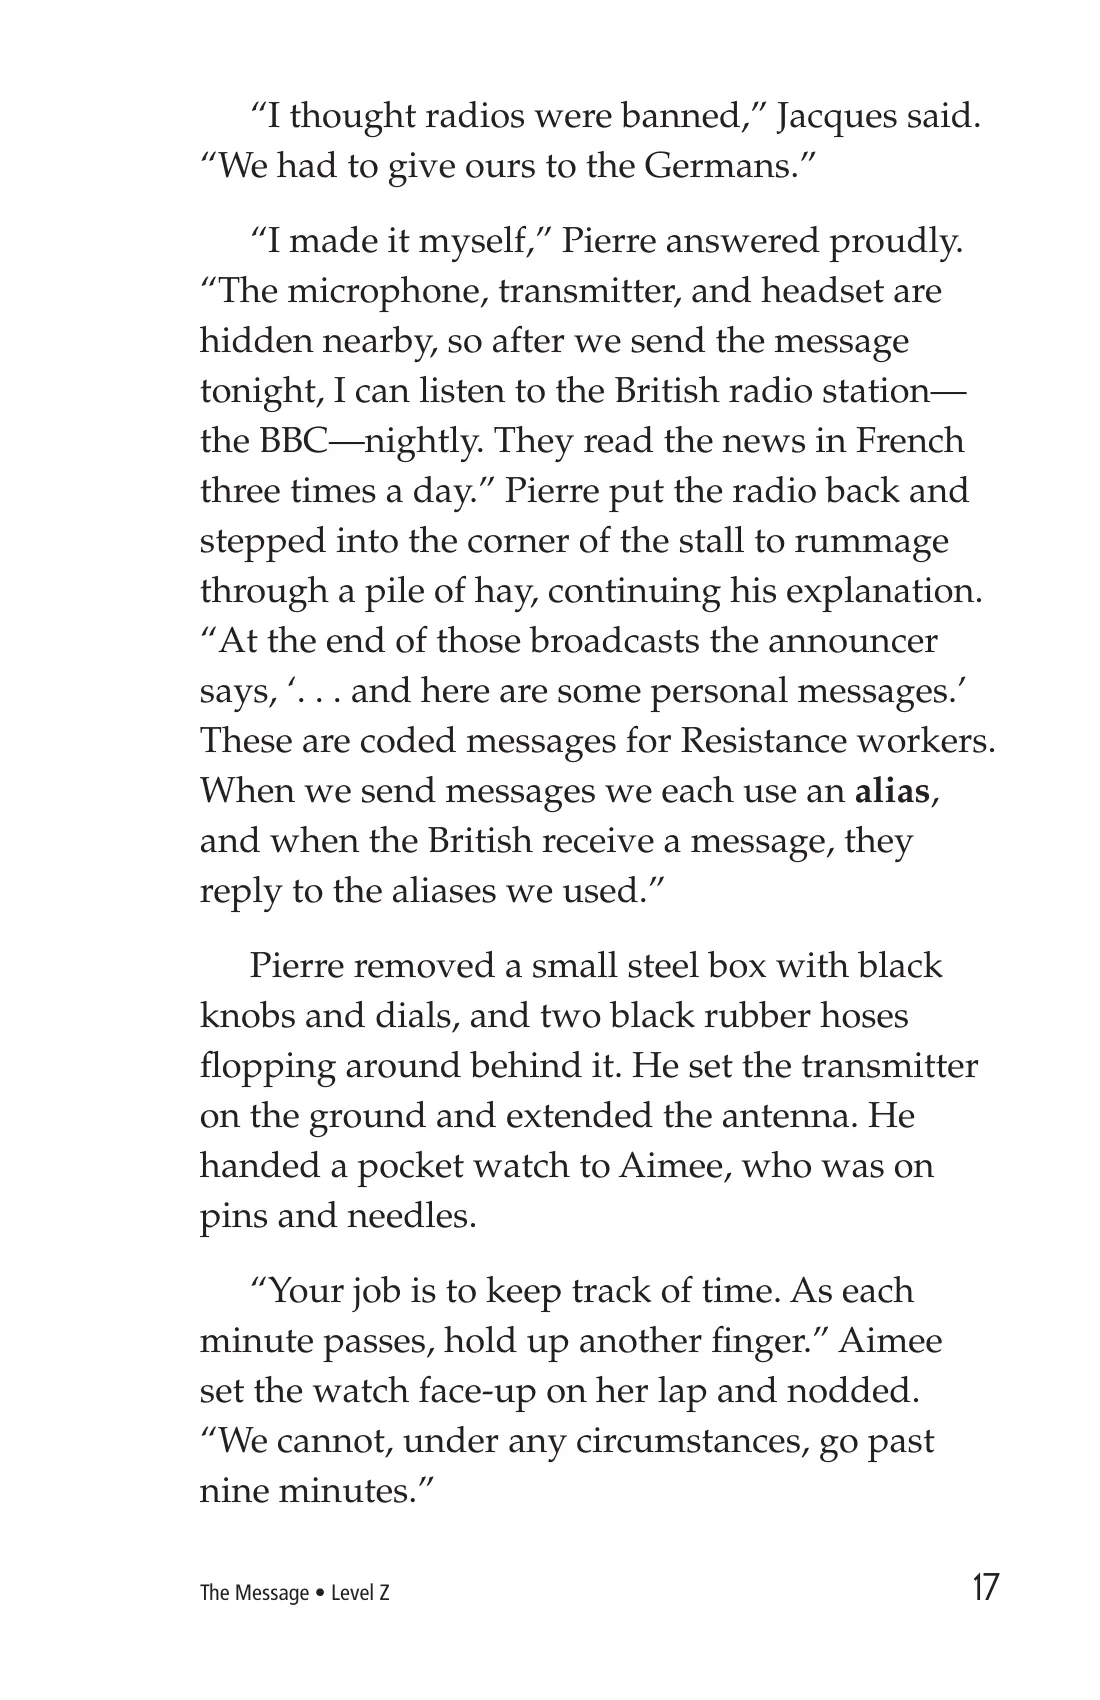 “I thought radios were banned,” Jacques said.
“We had to give ours to the Germans.”
“I made it myself,” Pierre answered proudly.
“The microphone, transmitter, and headset are
hidden nearby, so after we send the message
tonight, I can listen to the British radio station—
the BBC—nightly. They read the news in French
three times a day.” Pierre put the radio back and
stepped into the corner of the stall to rummage
through a pile of hay, continuing his explanation.
“At the end of those broadcasts the announcer
says, ‘. . . and here are some personal messages.’
These are coded messages for Resistance workers.
When we send messages we each use an alias,
and when the British receive a message, they
reply to the aliases we used.”
Pierre removed a small steel box with black
knobs and dials, and two black rubber hoses
flopping around behind it. He set the transmitter
on the ground and extended the antenna. He
handed a pocket watch to Aimee, who was on
pins and needles.
“Your job is to keep track of time. As each
minute passes, hold up another finger.” Aimee
set the watch face-up on her lap and nodded.
“We cannot, under any circumstances, go past
nine minutes.”
The Message • Level Z
17